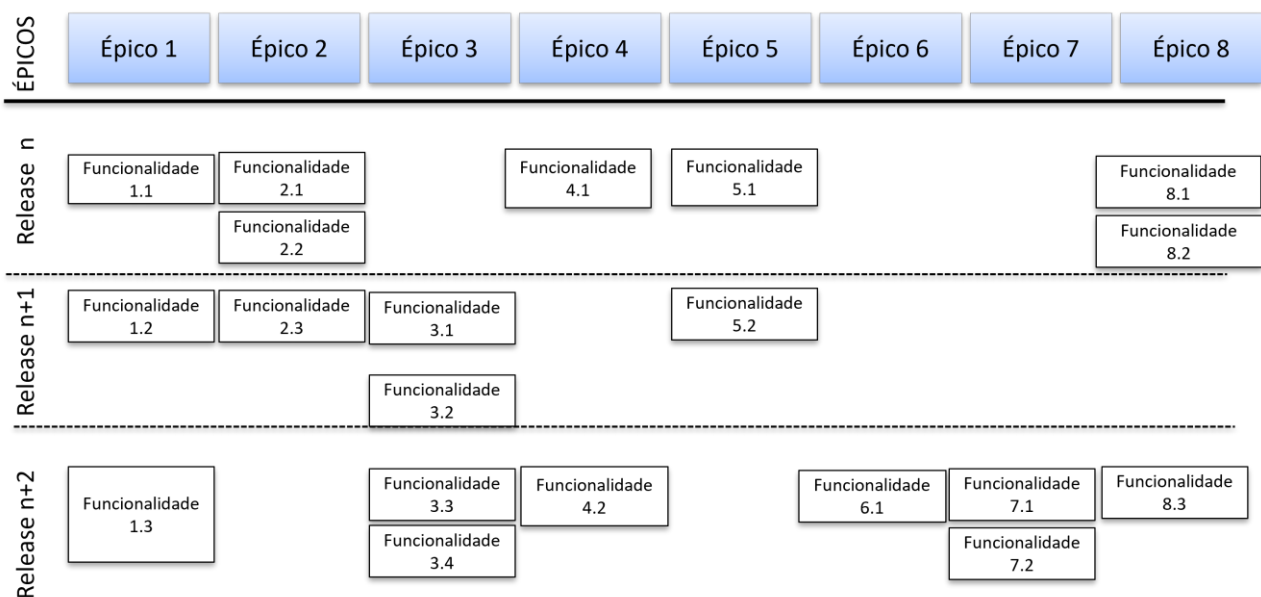 ÉPICOS
Épico 1
Épico 2
Épico 3
Épico 4
Épico 5
Épico 6
Épico 7
Épico 8
Release n
Funcionalidade
1.1
Funcionalidade
2.1
Funcionalidade
2.2
Funcionalidade
4.1
Funcionalidade
5.1
Funcionalidade
8.1
Funcionalidade
8.2
Release n+1
Funcionalidade
1.2
Funcionalidade
2.3
Funcionalidade
3.1
Funcionalidade
3.2
Funcionalidade
5.2
Release n+2
Funcionalidade
1.3
Funcionalidade
3.3
Funcionalidade
3.4
Funcionalidade
4.2
Funcionalidade
6.1
Funcionalidade
7.1
Funcionalidade
7.2
Funcionalidade
8.3